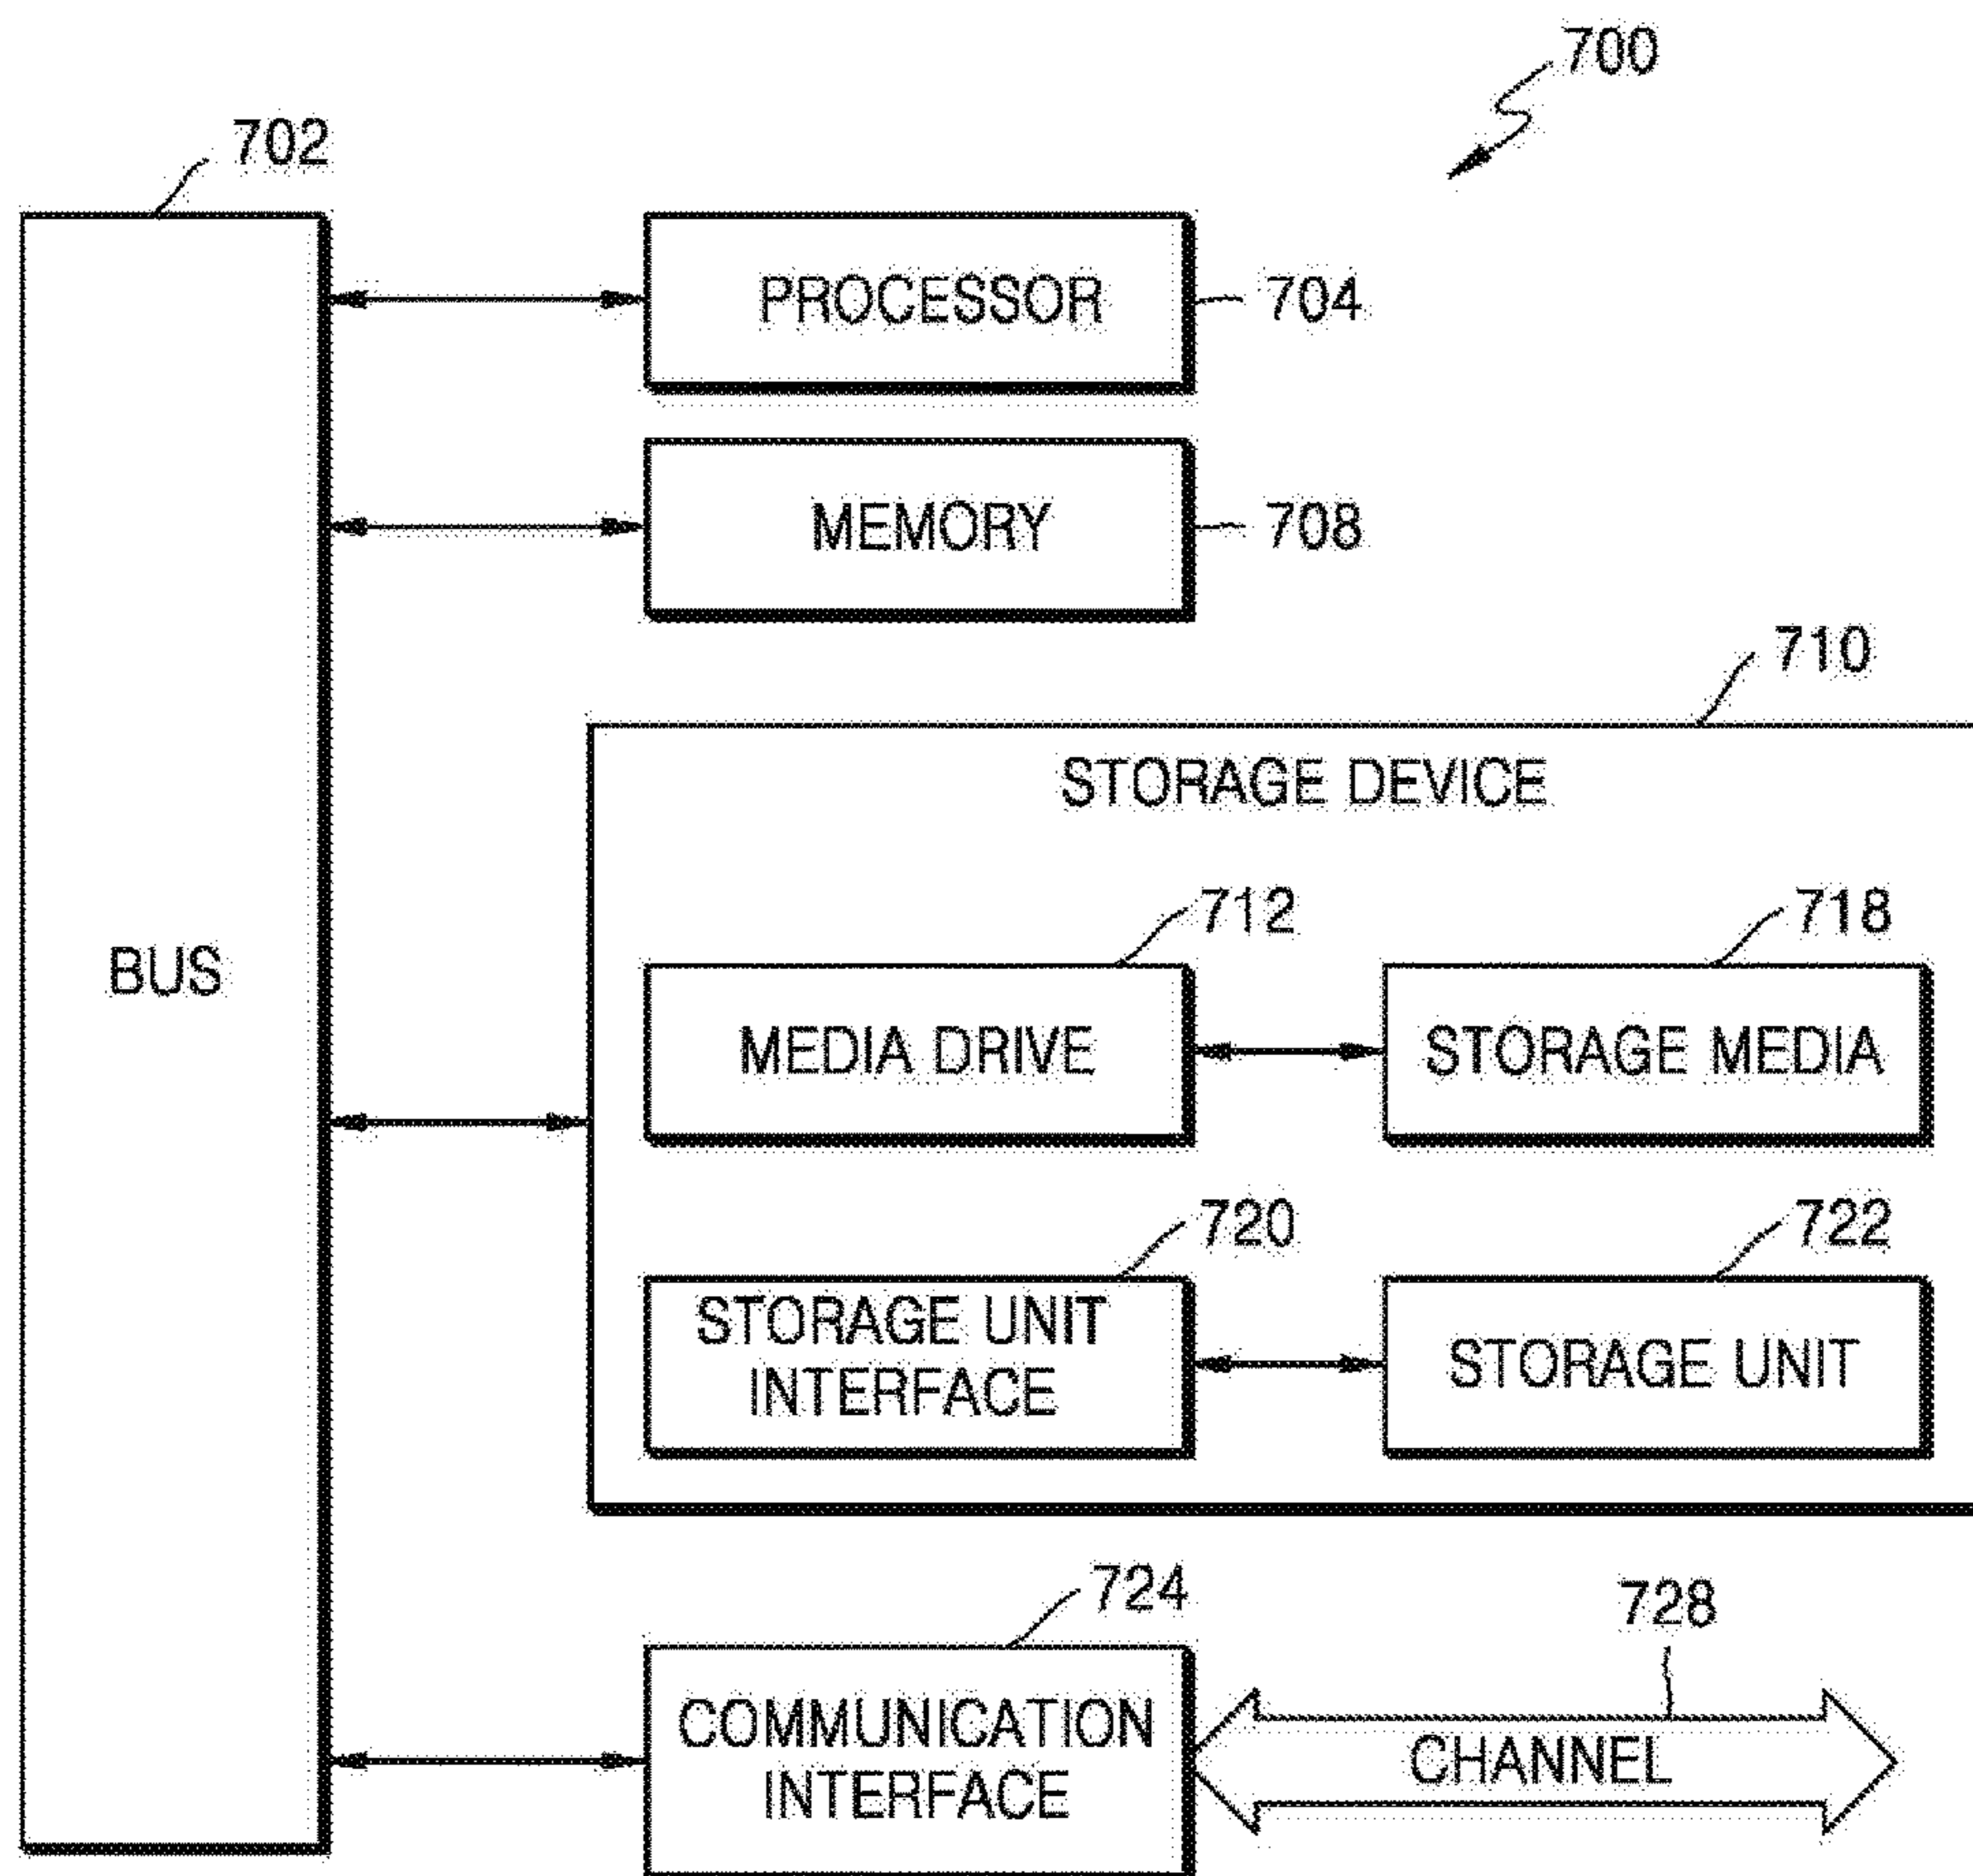 700
702
PROCESSOR
704
MEMORY
708
710
STORAGE DEVICE
BUS
712
718
MEDIA DRIVE
STORAGE MEDIA
720
722
STORAGE UNIT
INTERFACE
STORAGE UNIT
724
728
COMMUNICATION
INTERFACE
CHANNEL